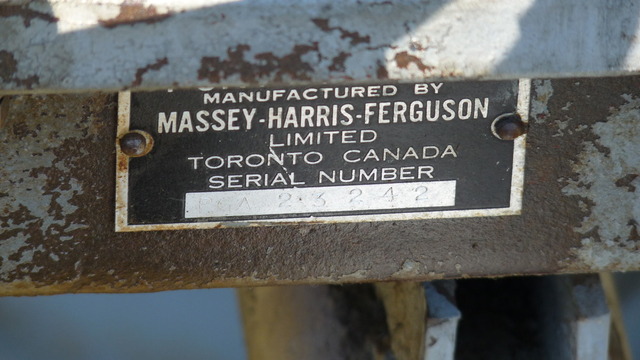 MANUFACTURED BY
MASSEY-HARRIS-FERGUSON
LIMITED
TORONTO CANADA
SERIAL NUMBER
23242